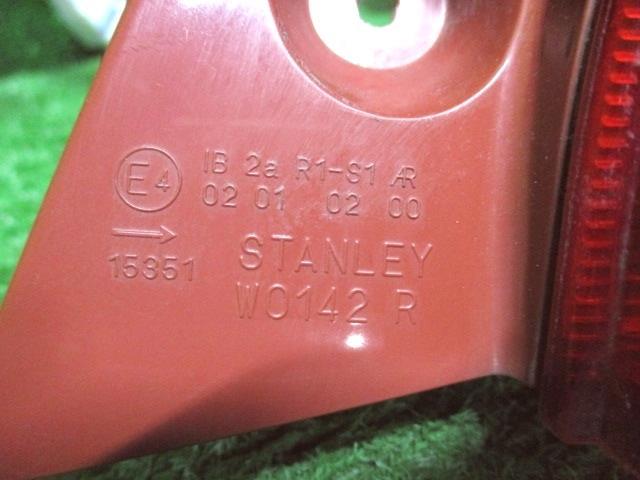 E4 IB 2a R1-S1 AR
02 01 02 00
→
15351 STANLEY
W0142 R